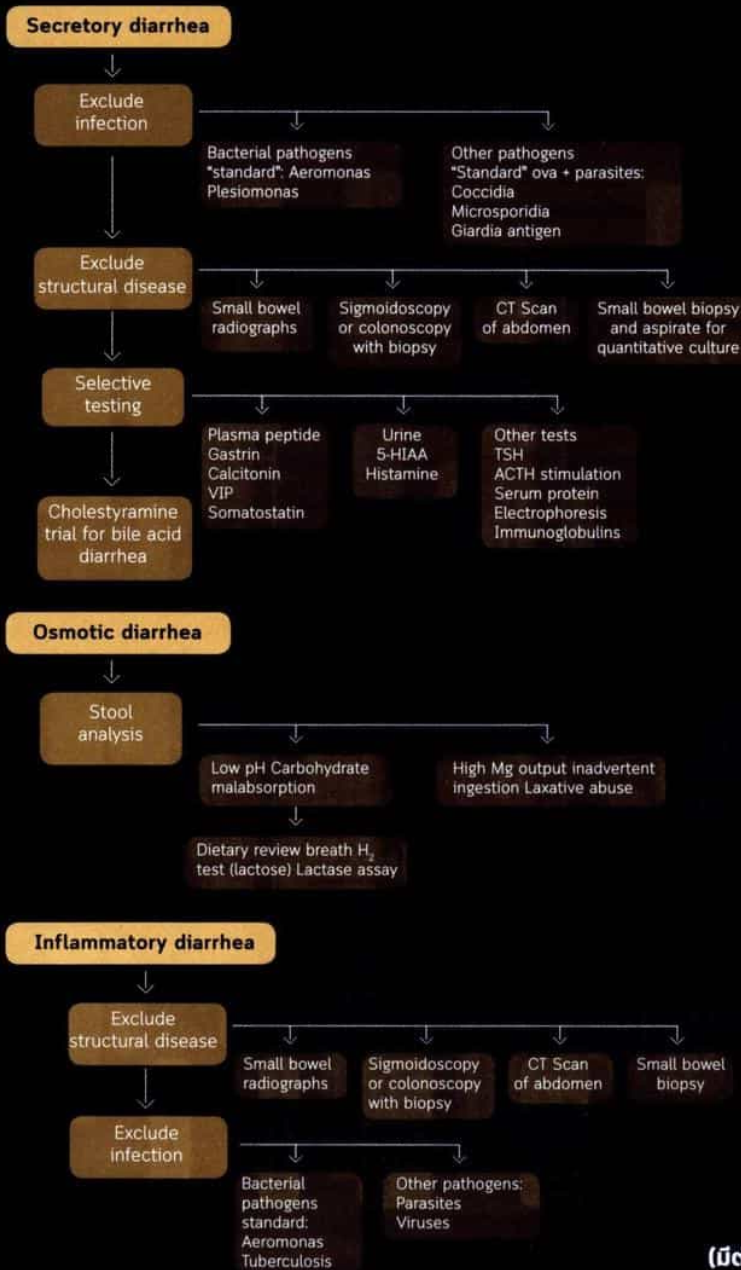 Secretory diarrhea
Exclude
infection
Bacterial pathogens
"standard": Aeromonas
Plesiomonas
Other pathogens
"Standard" ova + parasites:
Coccidia
Microsporidia
Giardia antigen
Exclude
structural disease
Small bowel
radiographs
Sigmoidoscopy
or colonoscopy
with biopsy
CT Scan
of abdomen
Small bowel biopsy
and aspirate for
quantitative culture
Selective
testing
Plasma peptide
Gastrin
Calcitonin
VIP
Somatostatin
Urine
5-HIAA
Histamine
Other tests
TSH
ACTH stimulation
Serum protein
Electrophoresis
Immunoglobulins
Cholestyramine
trial for bile acid
diarrhea
Osmotic diarrhea
Stool
analysis
Low pH Carbohydrate
malabsorption
High Mg output inadvertent
ingestion Laxative abuse
Dietary review breath H₂
test (lactose) Lactase assay
Inflammatory diarrhea
Exclude
structural disease
Small bowel
radiographs
Sigmoidoscopy
or colonoscopy
with biopsy
CT Scan
of abdomen
Small bowel
biopsy
Exclude
infection
Bacterial
pathogens
standard:
Aeromonas
Tuberculosis
Other pathogens:
Parasites
Viruses